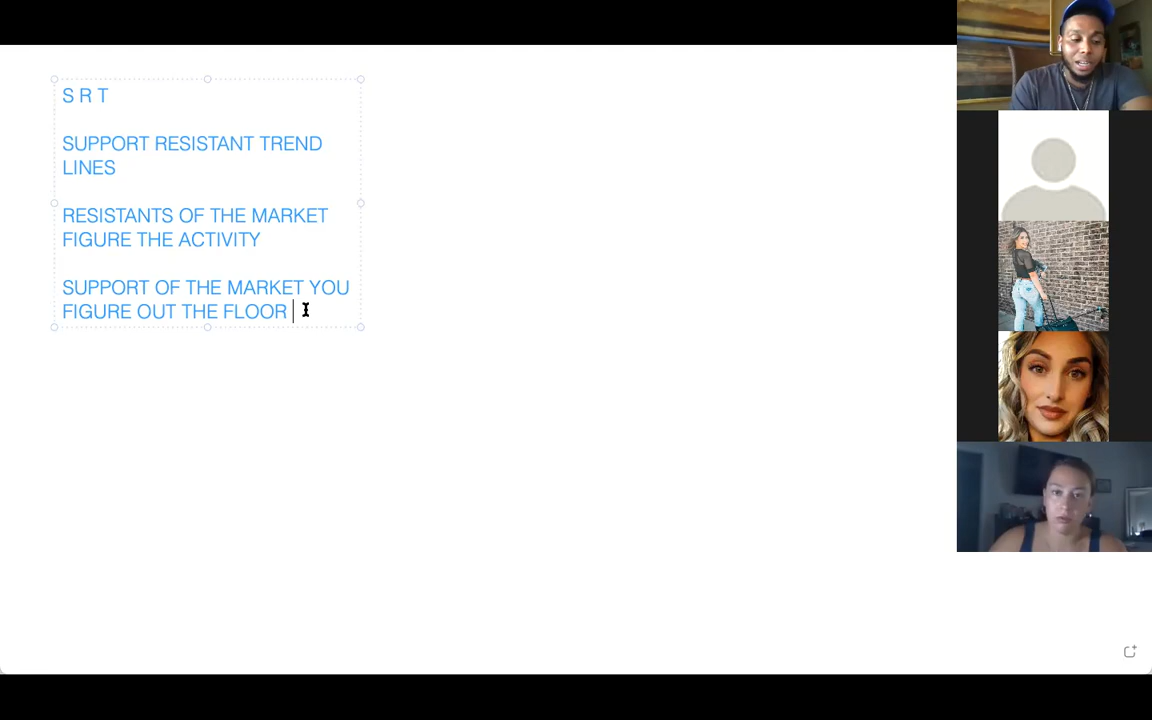 S R T
SUPPORT RESISTANT TREND
LINES
RESISTANTS OF THE MARKET
FIGURE THE ACTIVITY
SUPPORT OF THE MARKET YOU
FIGURE OUT THE FLOOR